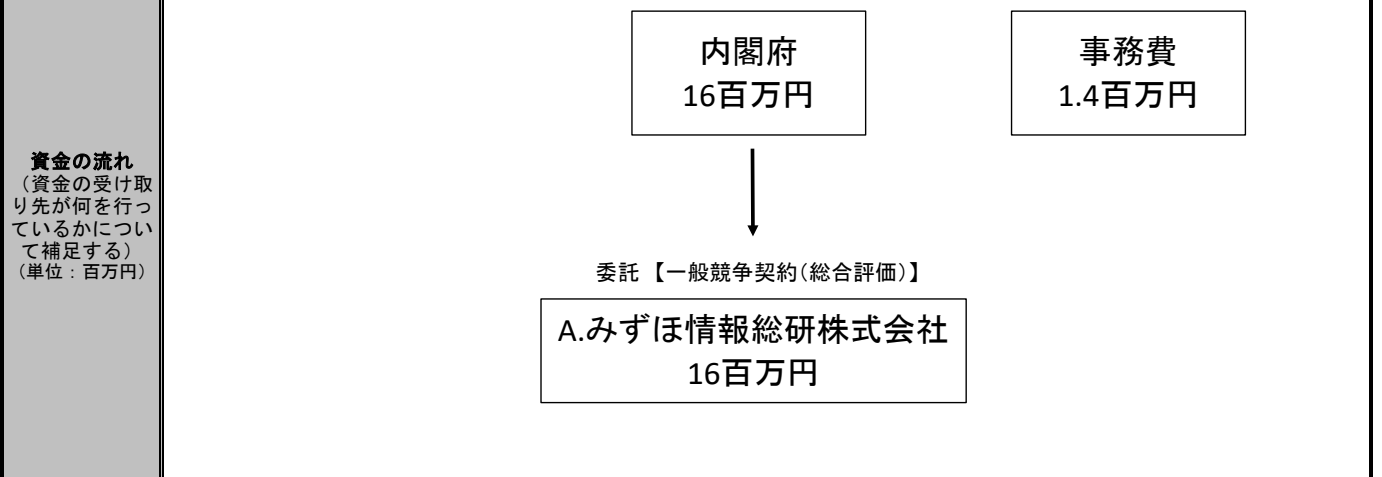 資金の流れ
（資金の受け取
り先が何を行っ
ているかについ
て補足する）
（単位：百万円）
内閣府
16百万円
事務費
1.4百万円
委託 【一般競争契約（総合評価）】
A.みずほ情報総研株式会社
16百万円